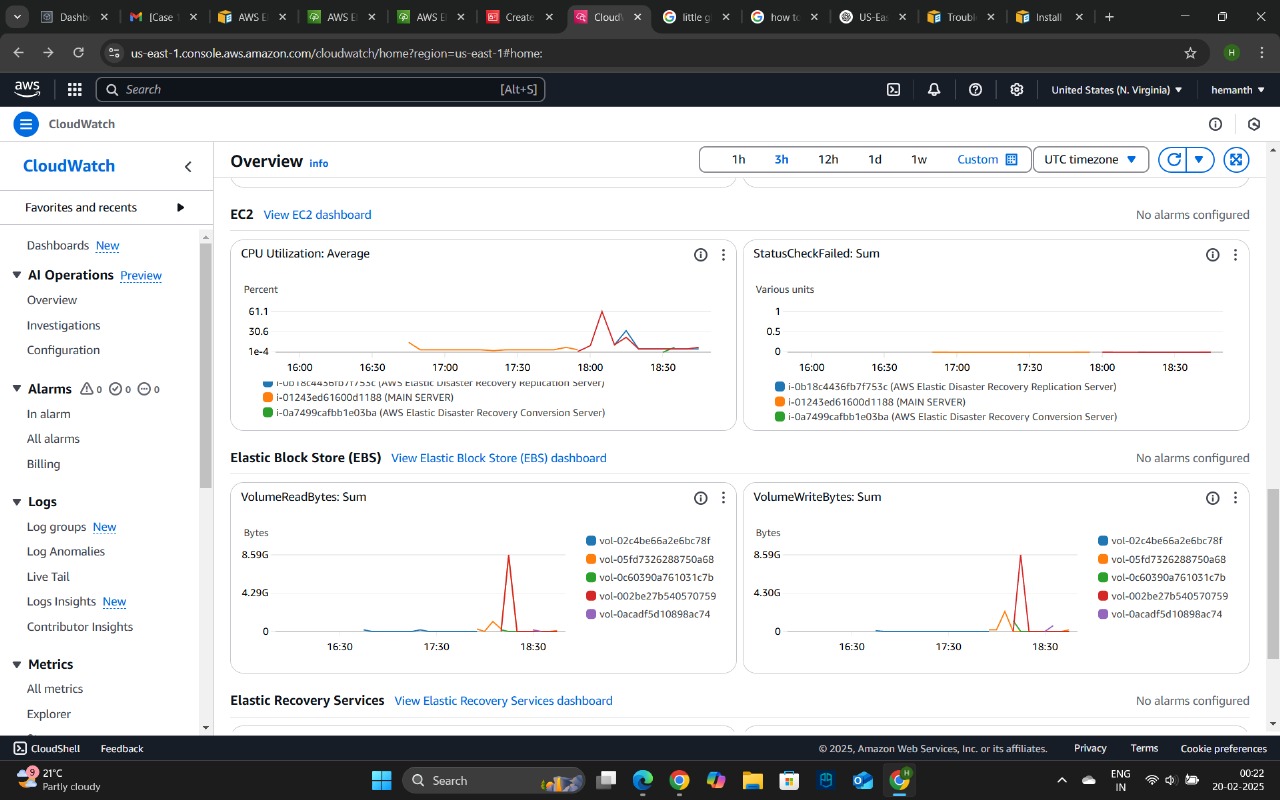 Dashb
[Case
AWS E
AWS E
AWS E
Create
Cloud
little g
how to
US-Eas
Troubl
Install
us-east-1.console.aws.amazon.com/cloudwatch/home?region=us-east-1#home:
H
aws
Search
[Alt+S]
United States (N. Virginia)
hemanth
CloudWatch
CloudWatch
Favorites and recents
Dashboards New
AI Operations Preview
Overview
Investigations
Configuration
Alarms 0 0 0
In alarm
All alarms
Billing
Logs
Log groups New
Log Anomalies
Live Tail
Logs Insights New
Contributor Insights
Metrics
All metrics
Explorer
Overview info
1h 3h 12h 1d 1w Custom
UTC timezone
EC2 View EC2 dashboard
No alarms configured
CPU Utilization: Average
Percent
61.1
30.6
1e-4
16:00 16:30 17:00 17:30 18:00 18:30
i-0b18c4436fb7f753c (AWS Elastic Disaster Recovery Replication Server)
i-01243ed61600d1188 (MAIN SERVER)
i-0a7499cafbb1e03ba (AWS Elastic Disaster Recovery Conversion Server)
StatusCheckFailed: Sum
Various units
1
0.5
0
16:00 16:30 17:00 17:30 18:00 18:30
i-0b18c4436fb7f753c (AWS Elastic Disaster Recovery Replication Server)
i-01243ed61600d1188 (MAIN SERVER)
i-0a7499cafbb1e03ba (AWS Elastic Disaster Recovery Conversion Server)
Elastic Block Store (EBS) View Elastic Block Store (EBS) dashboard
No alarms configured
VolumeReadBytes: Sum
Bytes
8.59G
4.29G
0
16:30 17:30 18:30
vol-02c4be66a2e6bc78f
vol-05fd7326288750a68
vol-0c60390a761031c7b
vol-002be27b540570759
vol-0acadf5d10898ac74
VolumeWriteBytes: Sum
Bytes
8.59G
4.30G
0
16:30 17:30 18:30
vol-02c4be66a2e6bc78f
vol-05fd7326288750a68
vol-0c60390a761031c7b
vol-002be27b540570759
vol-0acadf5d10898ac74
Elastic Recovery Services View Elastic Recovery Services dashboard
No alarms configured
CloudShell Feedback
© 2025, Amazon Web Services, Inc. or its affiliates. Privacy Terms Cookie preferences
9
21°C
Partly cloudy
Search
H
ENG
IN
00:22
20-02-2025